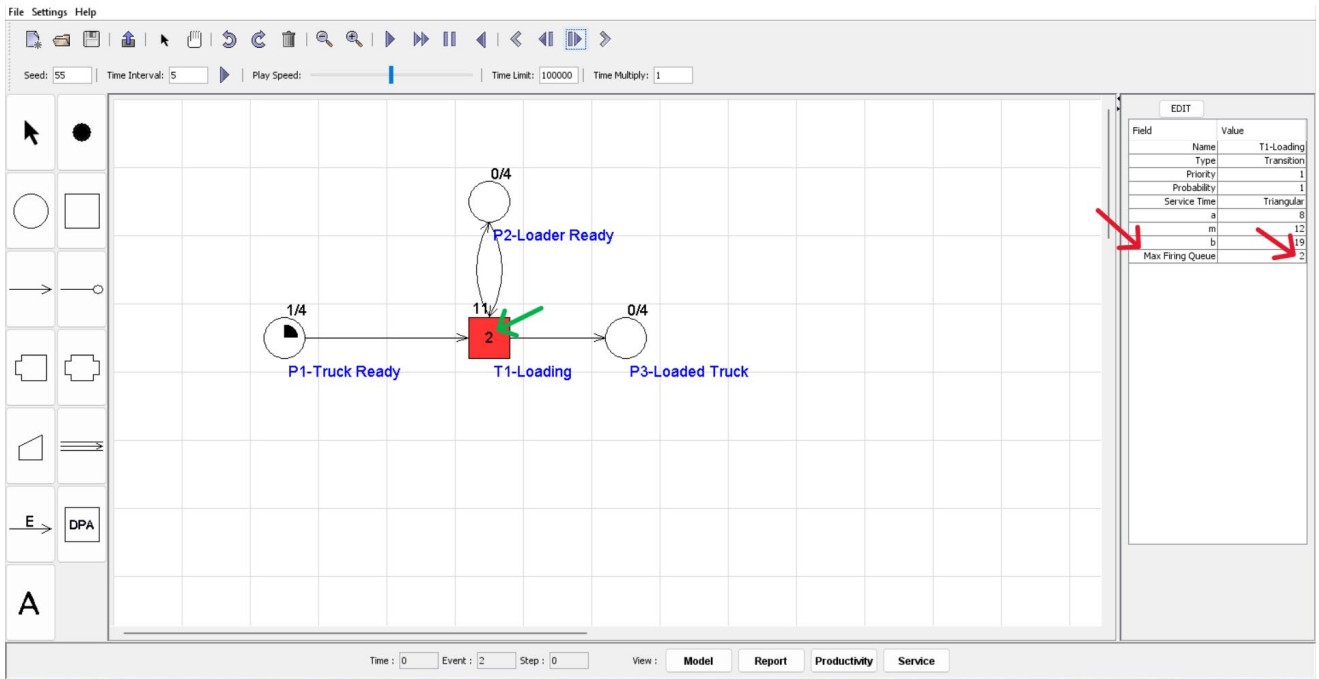 File Settings Help
Seed: 55 Time Interval: 5 Play Speed: Time Limit: 100000 Time Multiply: 1
EDIT
Field Value
Name T1-Loading
Type Transition
Priority 1
Probability 1
Service Time Triangular
a 8
m 12
b 19
Max Firing Queue 2
0/4
P2-Loader Ready
1/4 11 0/4
2
P1-Truck Ready T1-Loading P3-Loaded Truck
E DPA
A
Time : 0 Event : 2 Step : 0 View : Model Report Productivity Service